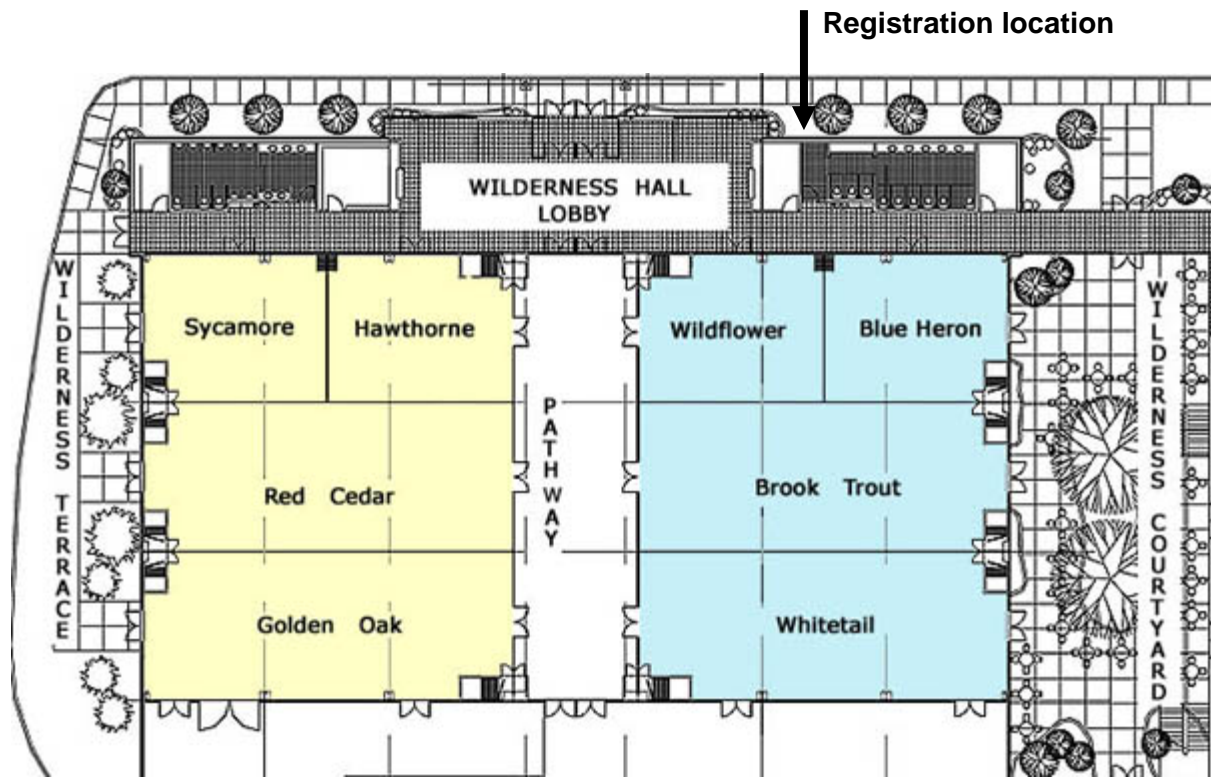 Registration location
WILDERNESS HALL
LOBBY
WILDERNESS TERRACE
Sycamore
Hawthorne
Wildflower
Blue Heron
PATHWAY
Red Cedar
Brook Trout
Golden Oak
Whitetail
WILDERNESS COURTYARD